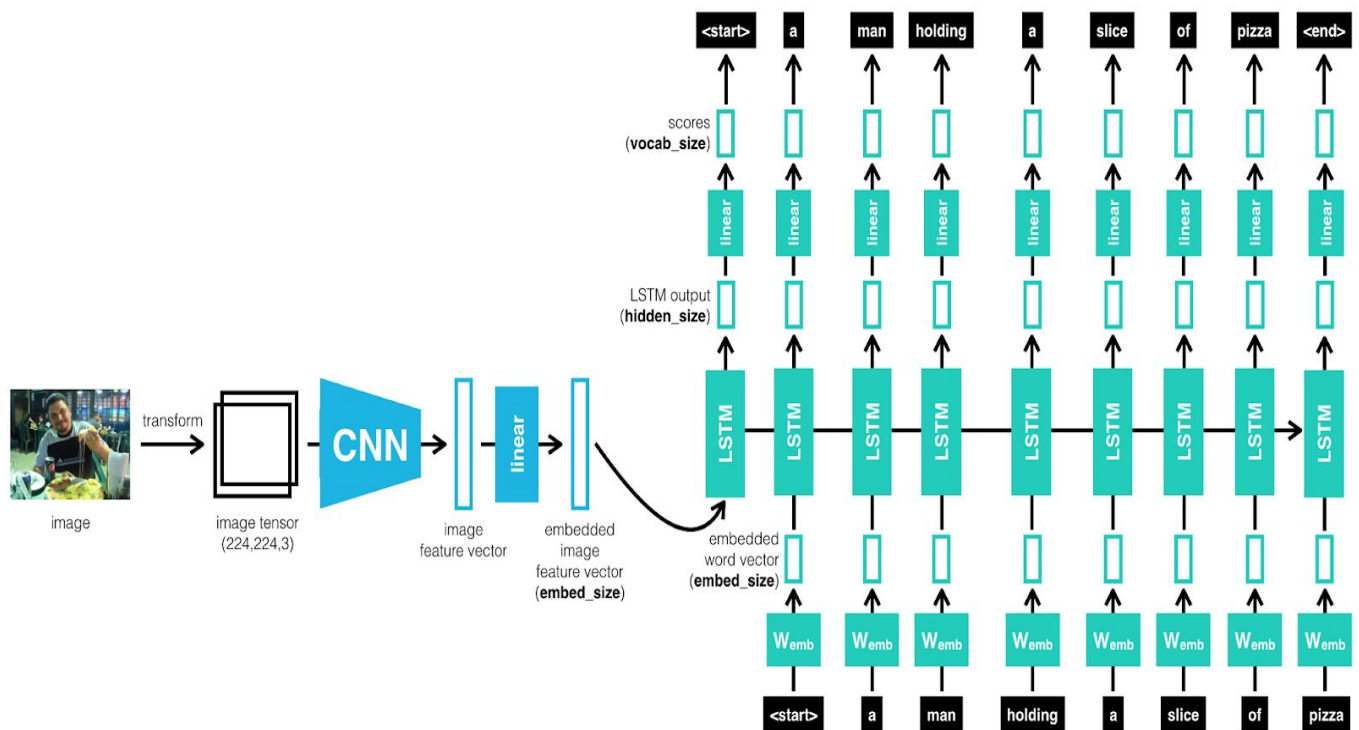 <start> a man holding a slice of pizza <end>
scores
(vocab_size)
linear linear linear linear linear linear linear linear linear
LSTM output
(hidden_size)
LSTM LSTM LSTM LSTM LSTM LSTM LSTM LSTM LSTM
transform
CNN
linear
image
image tensor
(224,224,3)
image
feature vector
embedded
image
feature vector
(embed_size)
embedded
word vector
(embed_size)
Wemb Wemb Wemb Wemb Wemb Wemb Wemb Wemb
<start> a man holding a slice of pizza